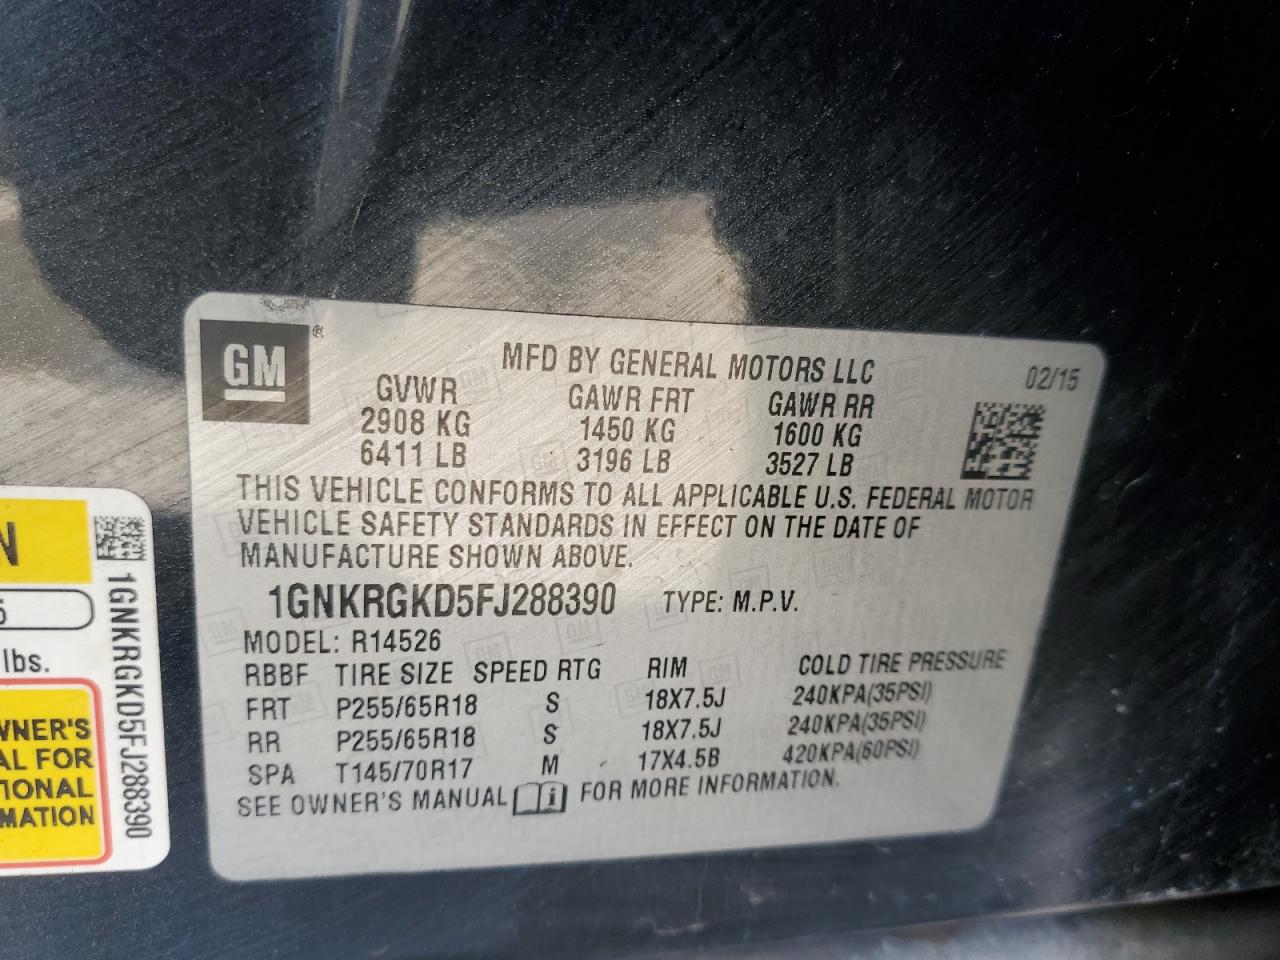 GM
MFD BY GENERAL MOTORS LLC
02/15
GVWR GAWR FRT GAWR RR
2908 KG 1450 KG 1600 KG
6411 LB 3196 LB 3527 LB
THIS VEHICLE CONFORMS TO ALL APPLICABLE U.S. FEDERAL MOTOR
VEHICLE SAFETY STANDARDS IN EFFECT ON THE DATE OF
MANUFACTURE SHOWN ABOVE.
1GNKRGKD5FJ288390 TYPE: M.P.V.
MODEL: R14526
RBBF TIRE SIZE SPEED RTG RIM COLD TIRE PRESSURE
FRT P255/65R18 S 18X7.5J 240KPA(35PSI)
RR P255/65R18 S 18X7.5J 240KPA(35PSI)
SPA T145/70R17 M 17X4.5B 420KPA(60PSI)
SEE OWNER'S MANUAL i FOR MORE INFORMATION.
N
5
lbs.
WNER'S
AL FOR
TIONAL
MATION
1GNKRGKD5FJ288390